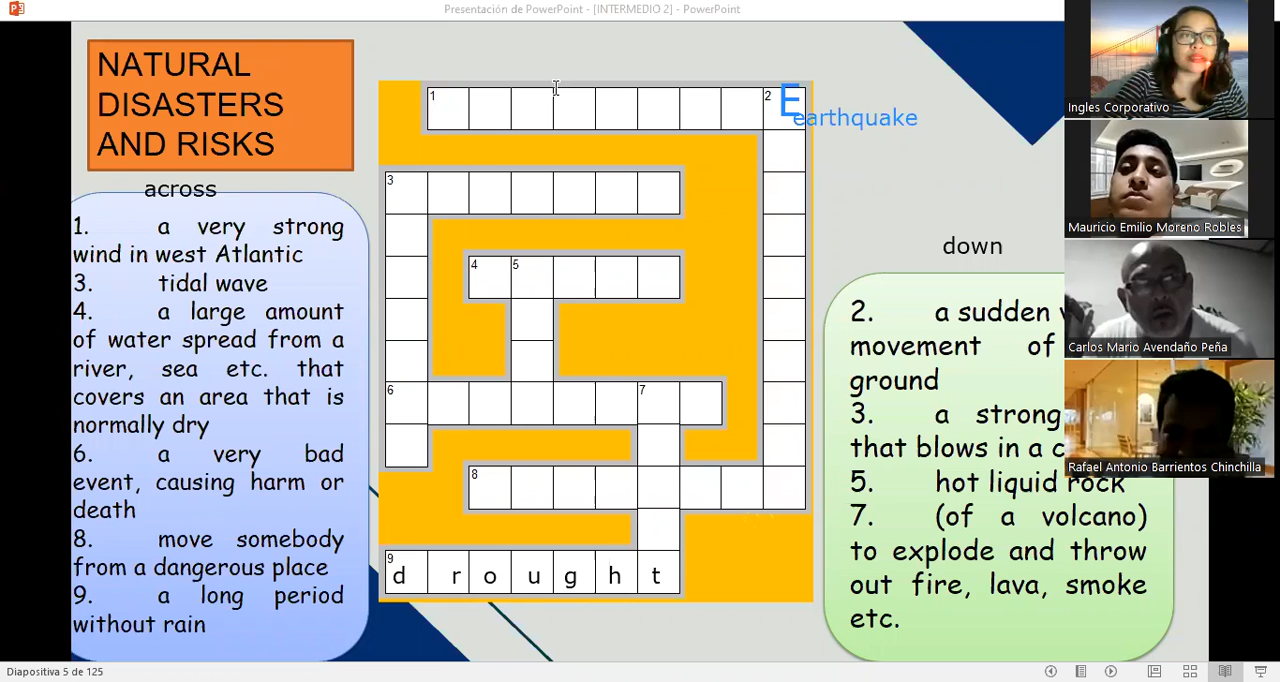 Presentación de PowerPoint - [INTERMEDIO 2] - PowerPoint
NATURAL
DISASTERS
AND RISKS
across
1. a very strong
wind in west Atlantic
3. tidal wave
4. a large amount
of water spread from a
river, sea etc. that
covers an area that is
normally dry
6. a very bad
event, causing harm or
death
8. move somebody
from a dangerous place
9. a long period
without rain
1
2
E
earthquake
3
4
5
6
7
8
9
d r o u g h t
down
2. a sudden
movement of
ground
3. a strong
that blows in a
5. hot liquid rock
7. (of a volcano)
to explode and throw
out fire, lava, smoke
etc.
Ingles Corporativo
Mauricio Emilio Moreno Robles
Carlos Mario Avendaño Peña
Rafael Antonio Barrientos Chinchilla
Diapositiva 5 de 125